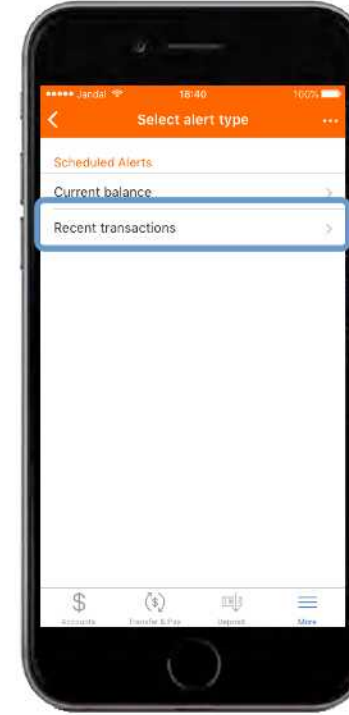 Jandal 18:40 100%
Select alert type
Scheduled Alerts
Current balance
Recent transactions
Accounts Transfer & Pay Deposit More